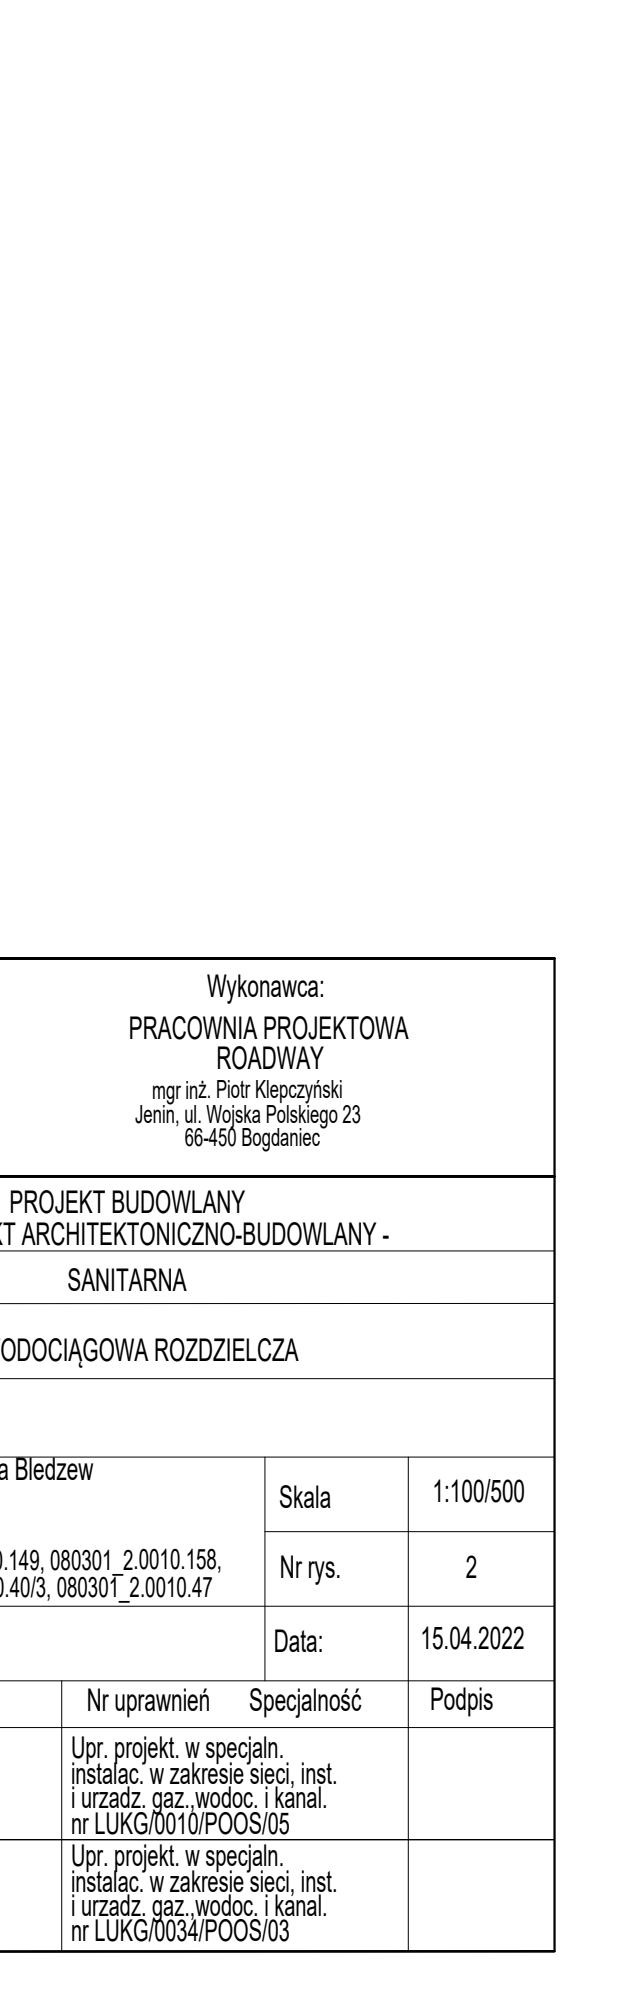 Wykonawca:
PRACOWNIA PROJEKTOWA
ROADWAY
mgr inż. Piotr Klepczyński
Jenin, ul. Wojska Polskiego 23
66-450 Bogdaniec
PROJEKT BUDOWLANY
KT ARCHITEKTONICZNO-BUDOWLANY -
SANITARNA
ODOCIĄGOWA ROZDZIELCZA
a Bledzew
Skala
1:100/500
0.149, 080301_2.0010.158,
0.40/3, 080301_2.0010.47
Nr rys.
2
Data:
15.04.2022
Nr uprawnień
Specjalność
Podpis
Upr. projekt. w specjaln.
instalac. w zakresie sieci, inst.
i urzadz. gaz.,wodoc. i kanal.
nr LUKG/0010/POOS/05
Upr. projekt. w specjaln.
instalac. w zakresie sieci, inst.
i urzadz. gaz.,wodoc. i kanal.
nr LUKG/0034/POOS/03